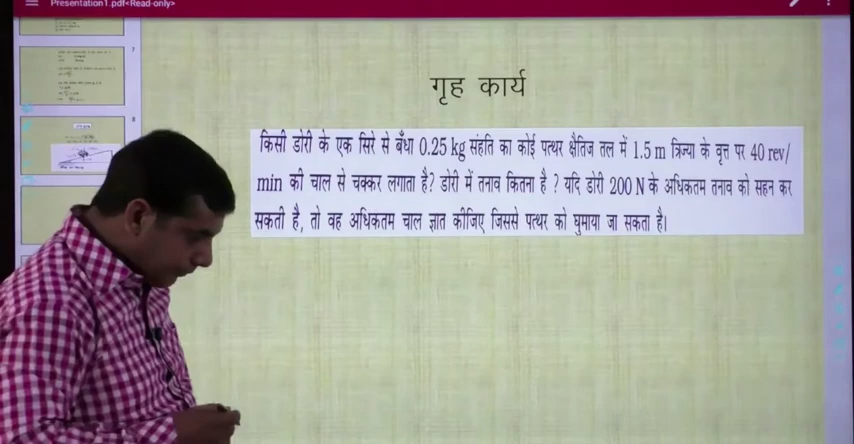 Presentation1.pdf<Read-only>
7
8
गृह कार्य
किसी डोरी के एक सिरे से बँधा 0.25 kg संहति का कोई पत्थर क्षैतिज तल में 1.5 m त्रिज्या के वृत्त पर 40 rev/
min की चाल से चक्कर लगाता है? डोरी में तनाव कितना है ? यदि डोरी 200 N के अधिकतम तनाव को सहन कर
सकती है, तो वह अधिकतम चाल ज्ञात कीजिए जिससे पत्थर को घुमाया जा सकता है।